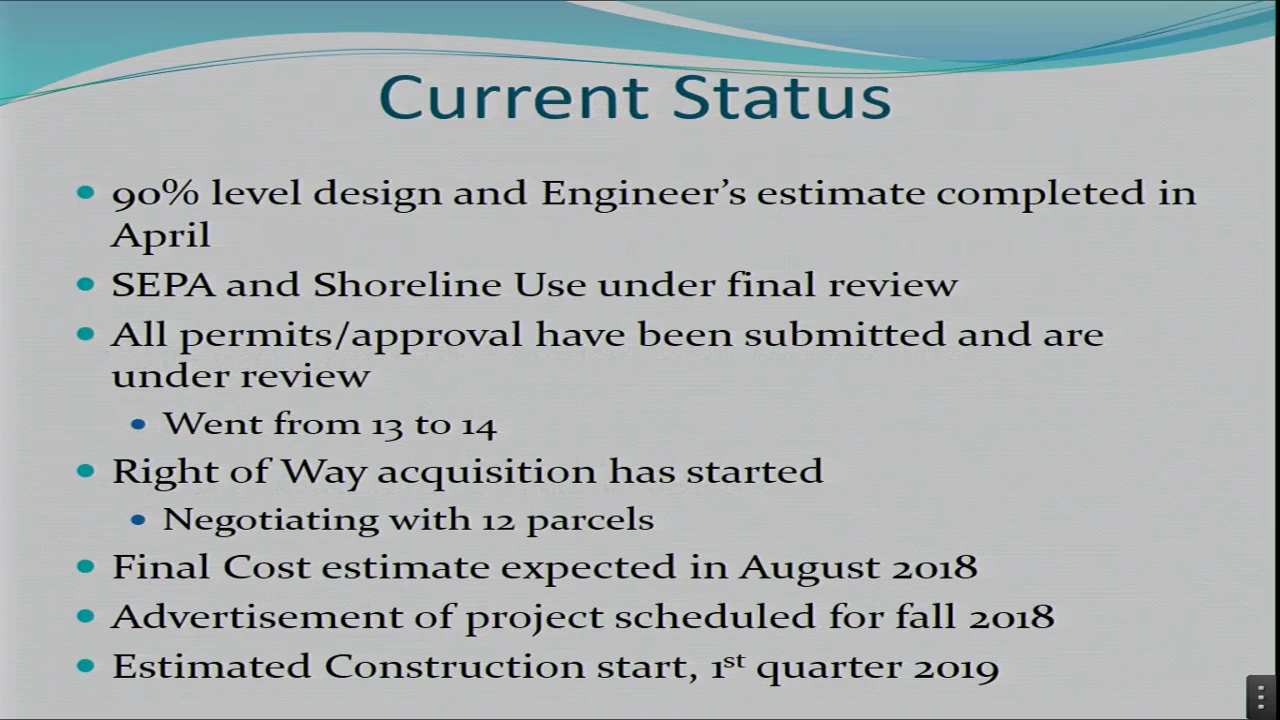 Current Status
• 90% level design and Engineer's estimate completed in
April
• SEPA and Shoreline Use under final review
• All permits/approval have been submitted and are
under review
• Went from 13 to 14
• Right of Way acquisition has started
• Negotiating with 12 parcels
• Final Cost estimate expected in August 2018
• Advertisement of project scheduled for fall 2018
• Estimated Construction start, 1st quarter 2019